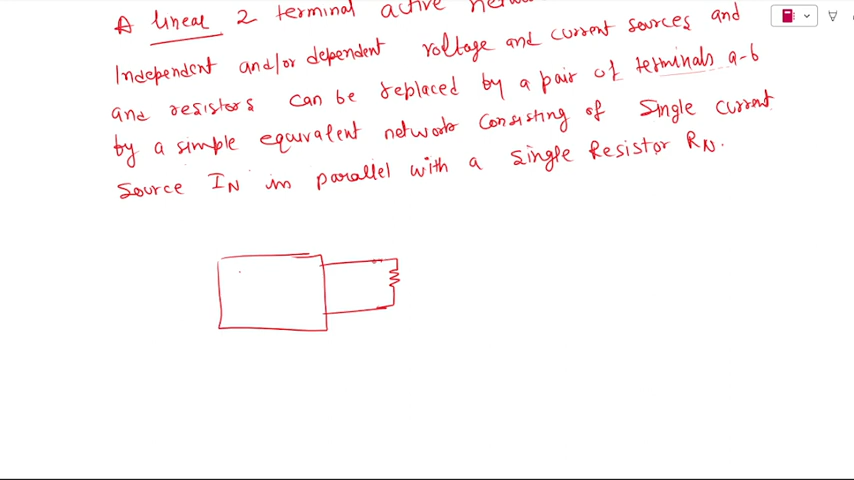 A linear 2 terminal active
Independent and/or dependent voltage and current sources and
and resistors can be replaced by a pair of terminals a-b
by a simple equivalent network consisting of Single current
Source IN in parallel with a Single Resistor RN.